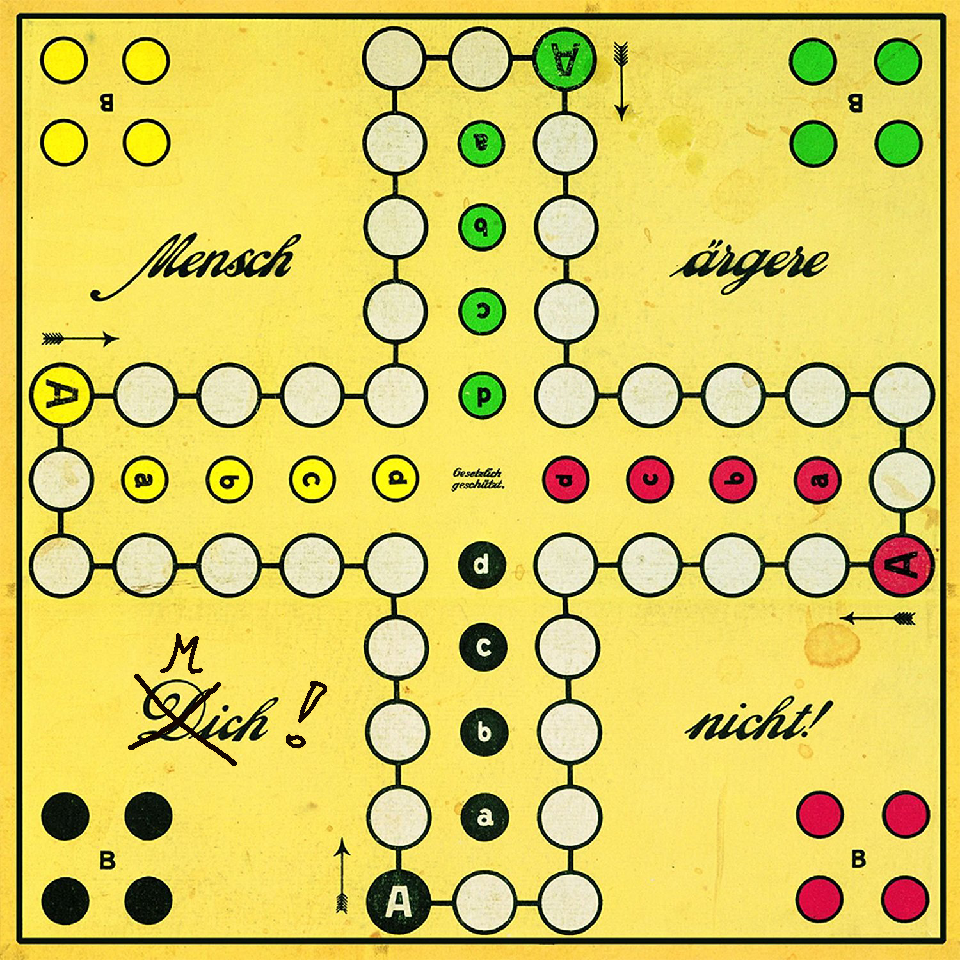 A
B B
a
b
Mensch ärgere
c
A d
a b c d
Gesetzlich
geschützt.
d c b a
d A
c
M
Dich! nicht!
b
a
B B
A